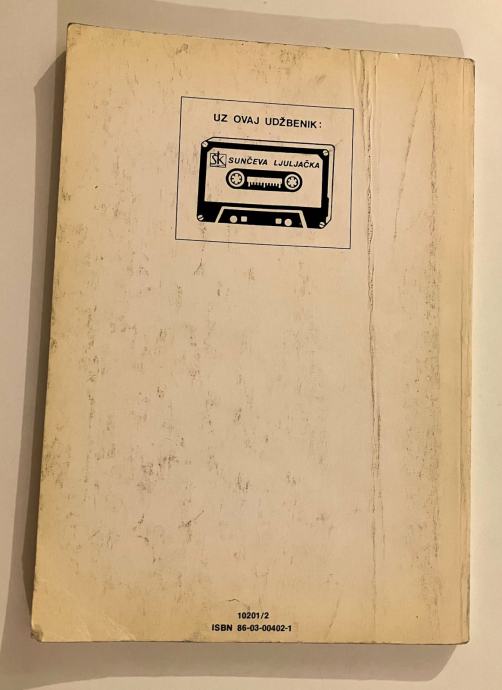 UZ OVAJ UDŽBENIK:
ŠK SUNČEVA LJULJAČKA
10201/2
ISBN 86-03-00402-1